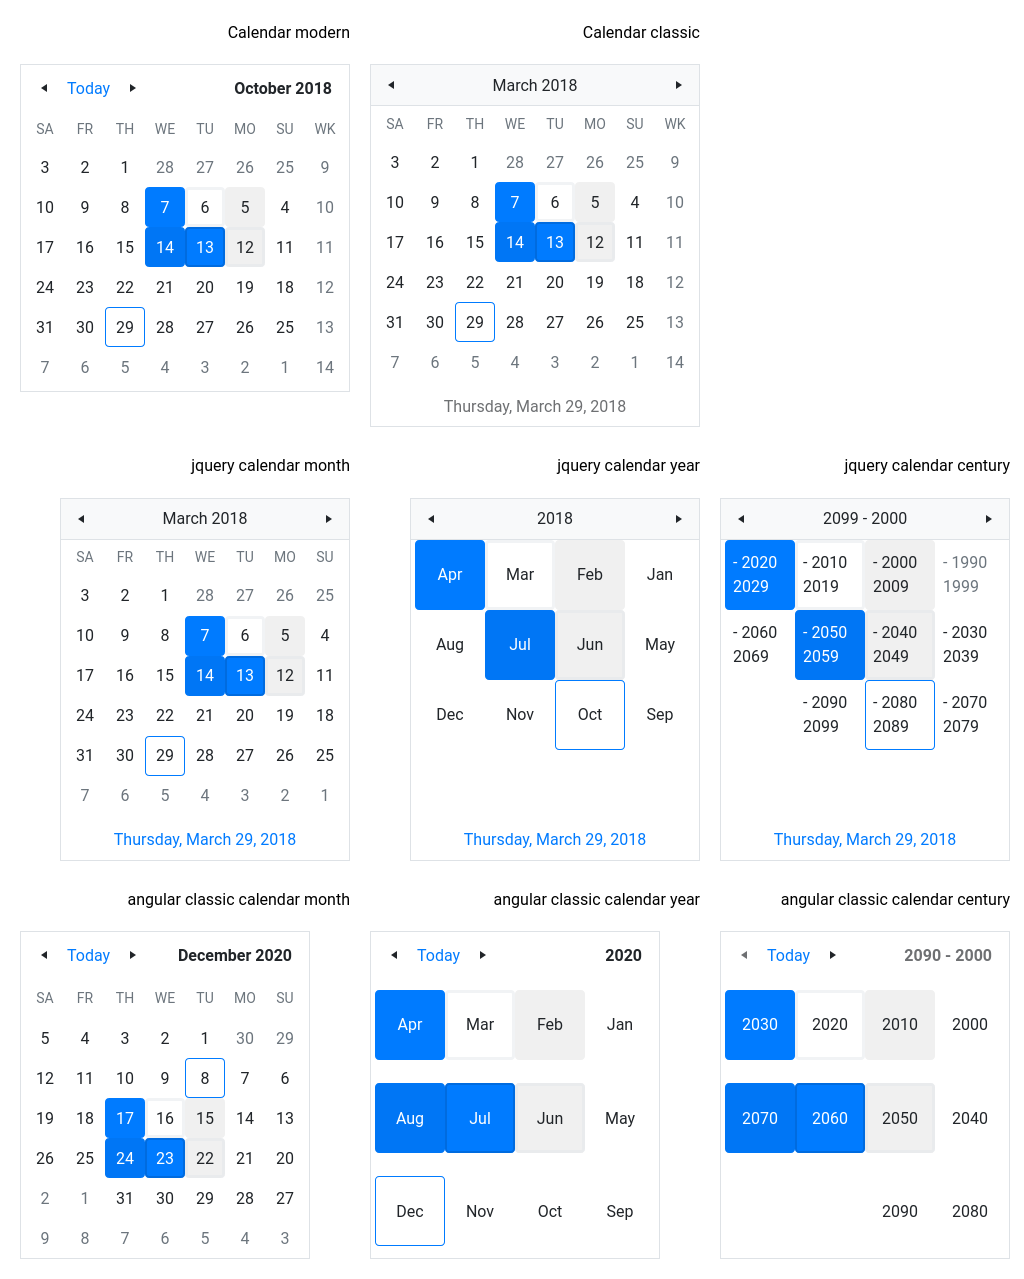 Calendar modern
◂ Today ▸ October 2018
SA FR TH WE TU MO SU WK
3 2 1 28 27 26 25 9
10 9 8 7 6 5 4 10
17 16 15 14 13 12 11 11
24 23 22 21 20 19 18 12
31 30 29 28 27 26 25 13
7 6 5 4 3 2 1 14
Calendar classic
◂ March 2018 ▸
SA FR TH WE TU MO SU WK
3 2 1 28 27 26 25 9
10 9 8 7 6 5 4 10
17 16 15 14 13 12 11 11
24 23 22 21 20 19 18 12
31 30 29 28 27 26 25 13
7 6 5 4 3 2 1 14
Thursday, March 29, 2018
jquery calendar month
◂ March 2018 ▸
SA FR TH WE TU MO SU
3 2 1 28 27 26 25
10 9 8 7 6 5 4
17 16 15 14 13 12 11
24 23 22 21 20 19 18
31 30 29 28 27 26 25
7 6 5 4 3 2 1
Thursday, March 29, 2018
jquery calendar year
◂ 2018 ▸
Apr Mar Feb Jan
Aug Jul Jun May
Dec Nov Oct Sep
Thursday, March 29, 2018
jquery calendar century
◂ 2099 - 2000 ▸
- 2020 - 2010 - 2000 - 1990
2029 2019 2009 1999
- 2060 - 2050 - 2040 - 2030
2069 2059 2049 2039
- 2090 - 2080 - 2070
2099 2089 2079
Thursday, March 29, 2018
angular classic calendar month
◂ Today ▸ December 2020
SA FR TH WE TU MO SU
5 4 3 2 1 30 29
12 11 10 9 8 7 6
19 18 17 16 15 14 13
26 25 24 23 22 21 20
2 1 31 30 29 28 27
9 8 7 6 5 4 3
angular classic calendar year
◂ Today ▸ 2020
Apr Mar Feb Jan
Aug Jul Jun May
Dec Nov Oct Sep
angular classic calendar century
◂ Today ▸ 2090 - 2000
2030 2020 2010 2000
2070 2060 2050 2040
2090 2080